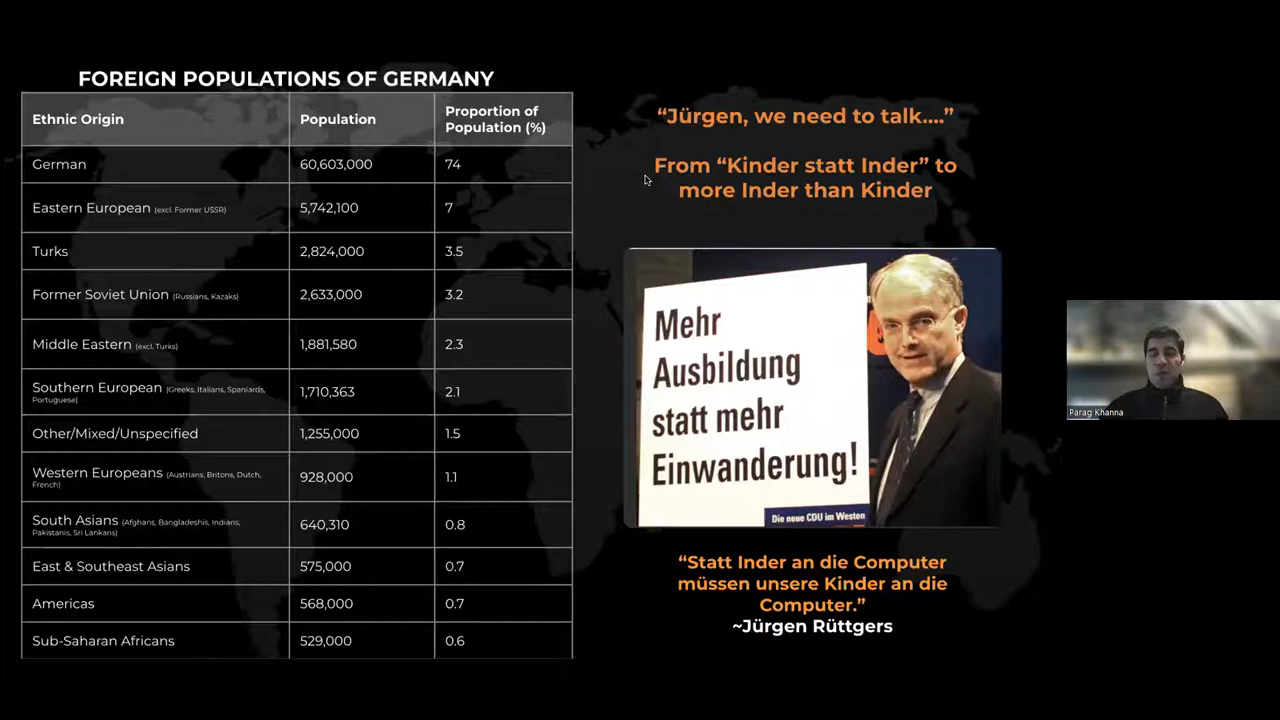 FOREIGN POPULATIONS OF GERMANY
Ethnic Origin Population Proportion of
Population (%)
German 60,603,000 74
Eastern European (excl. Former USSR) 5,742,100 7
Turks 2,824,000 3.5
Former Soviet Union (Russians, Kazaks) 2,633,000 3.2
Middle Eastern (excl. Turks) 1,881,580 2.3
Southern European (Greeks, Italians, Spaniards,
Portuguese) 1,710,363 2.1
Other/Mixed/Unspecified 1,255,000 1.5
Western Europeans (Austrians, Britons, Dutch,
French) 928,000 1.1
South Asians (Afghans, Bangladeshis, Indians,
Pakistanis, Sri Lankans) 640,310 0.8
East & Southeast Asians 575,000 0.7
Americas 568,000 0.7
Sub-Saharan Africans 529,000 0.6
“Jürgen, we need to talk....”
From “Kinder statt Inder” to
more Inder than Kinder
Mehr
Ausbildung
statt mehr
Einwanderung!
Die neue CDU im Westen
“Statt Inder an die Computer
müssen unsere Kinder an die
Computer.”
~Jürgen Rüttgers
Parag Khanna